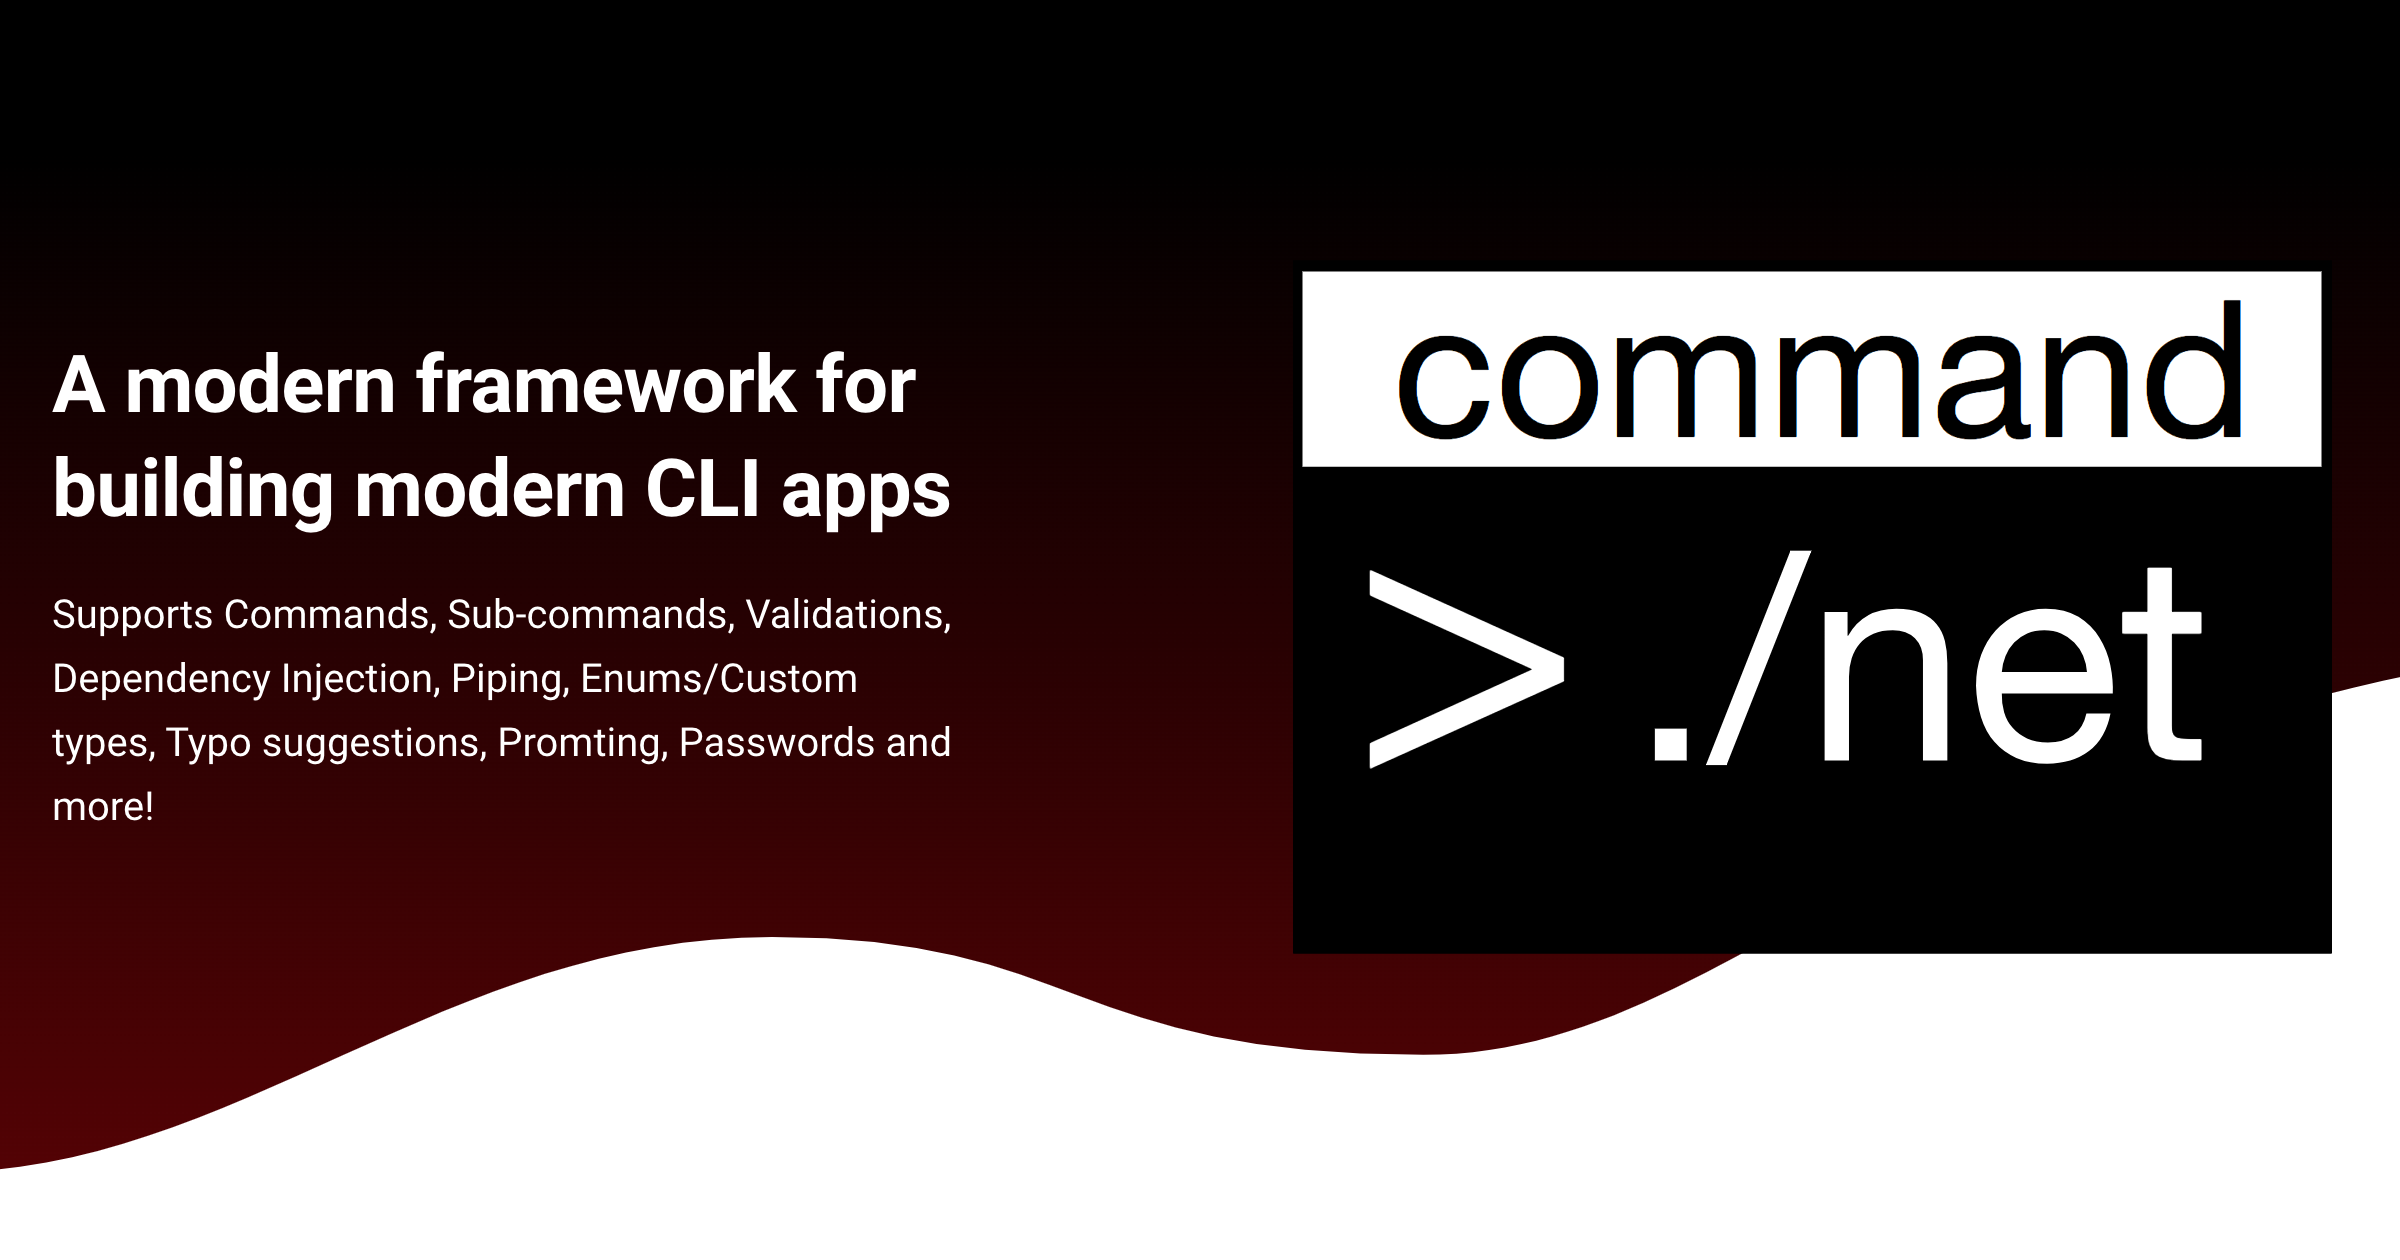 A modern framework for
building modern CLI apps
Supports Commands, Sub-commands, Validations,
Dependency Injection, Piping, Enums/Custom
types, Typo suggestions, Promting, Passwords and
more!
command
> ./net